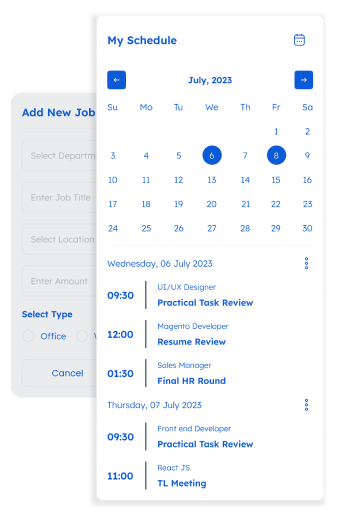 My Schedule
July, 2023
Su Mo Tu We Th Fr Sa
1 2
3 4 5 6 7 8 9
10 11 12 13 14 15 16
17 18 19 20 21 22 23
24 25 26 27 28 29 30
Wednesday, 06 July 2023
09:30
UI/UX Designer
Practical Task Review
12:00
Magento Developer
Resume Review
01:30
Sales Manager
Final HR Round
Thursday, 07 July 2023
09:30
Front end Developer
Practical Task Review
11:00
React JS
TL Meeting
Add New Job
Select Departm
Enter Job Title
Select Location
Enter Amount
Select Type
Office
Cancel